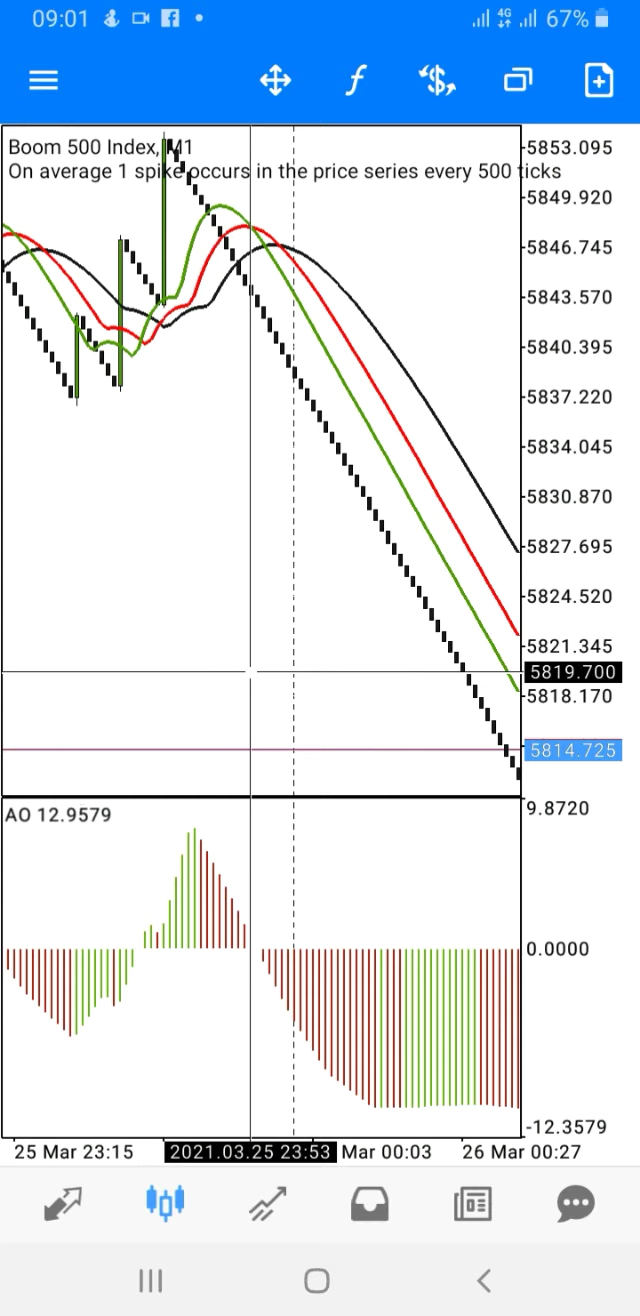 09:01 4G 67%
f $
Boom 500 Index, M1
On average 1 spike occurs in the price series every 500 ticks
5853.095
5849.920
5846.745
5843.570
5840.395
5837.220
5834.045
5830.870
5827.695
5824.520
5821.345
5819.700
5818.170
5814.725
AO 12.9579
9.8720
0.0000
-12.3579
25 Mar 23:15 2021.03.25 23:53 Mar 00:03 26 Mar 00:27